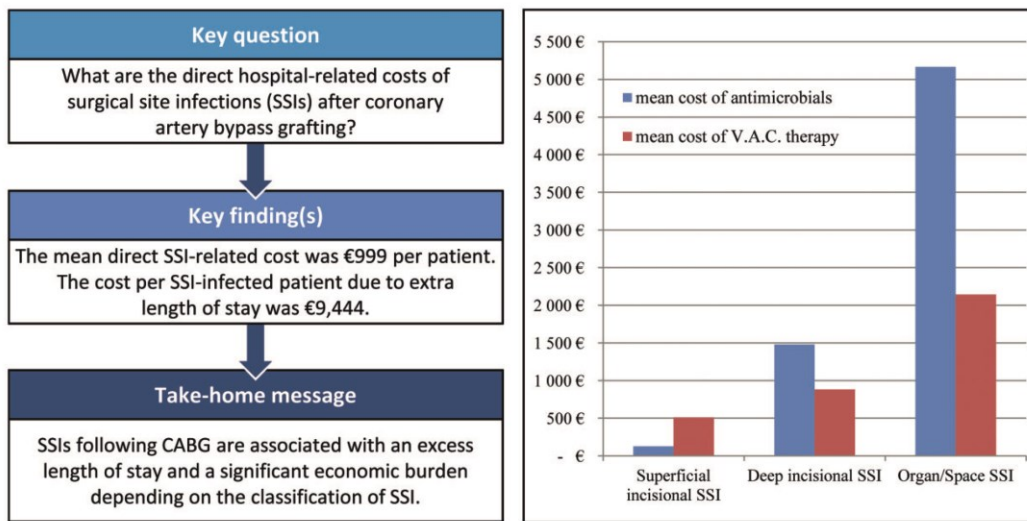 Key question
What are the direct hospital-related costs of
surgical site infections (SSIs) after coronary
artery bypass grafting?
Key finding(s)
The mean direct SSI-related cost was €999 per patient.
The cost per SSI-infected patient due to extra
length of stay was €9,444.
Take-home message
SSIs following CABG are associated with an excess
length of stay and a significant economic burden
depending on the classification of SSI.
5 500 €
5 000 €
4 500 €
4 000 €
3 500 €
3 000 €
2 500 €
2 000 €
1 500 €
1 000 €
500 €
- €
mean cost of antimicrobials
mean cost of V.A.C. therapy
Superficial
incisional SSI
Deep incisional SSI
Organ/Space SSI